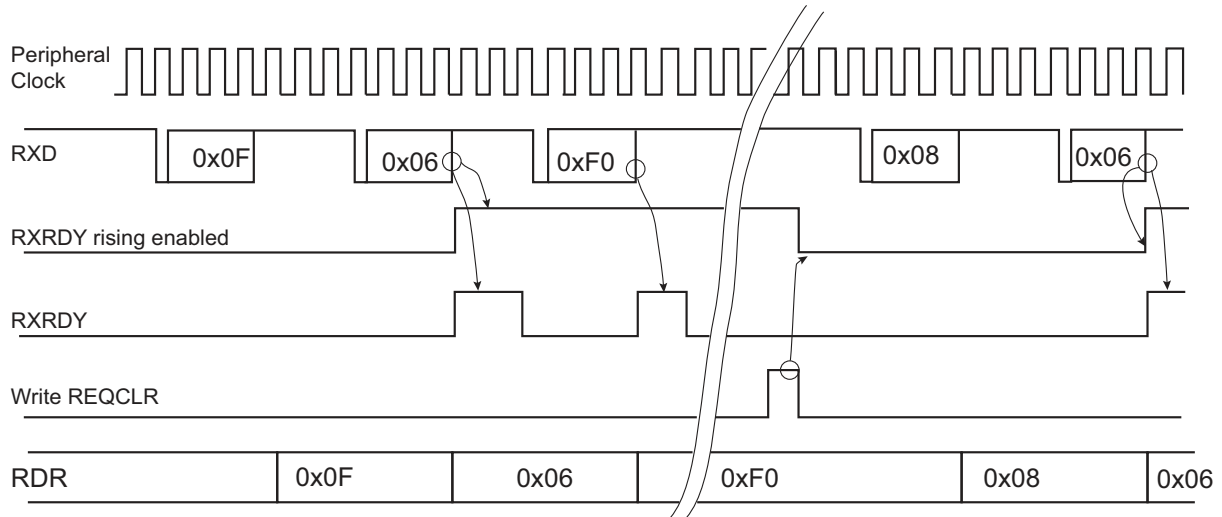 Peripheral
Clock
RXD 0x0F 0x06 0xF0 0x08 0x06
RXRDY rising enabled
RXRDY
Write REQCLR
RDR 0x0F 0x06 0xF0 0x08 0x06